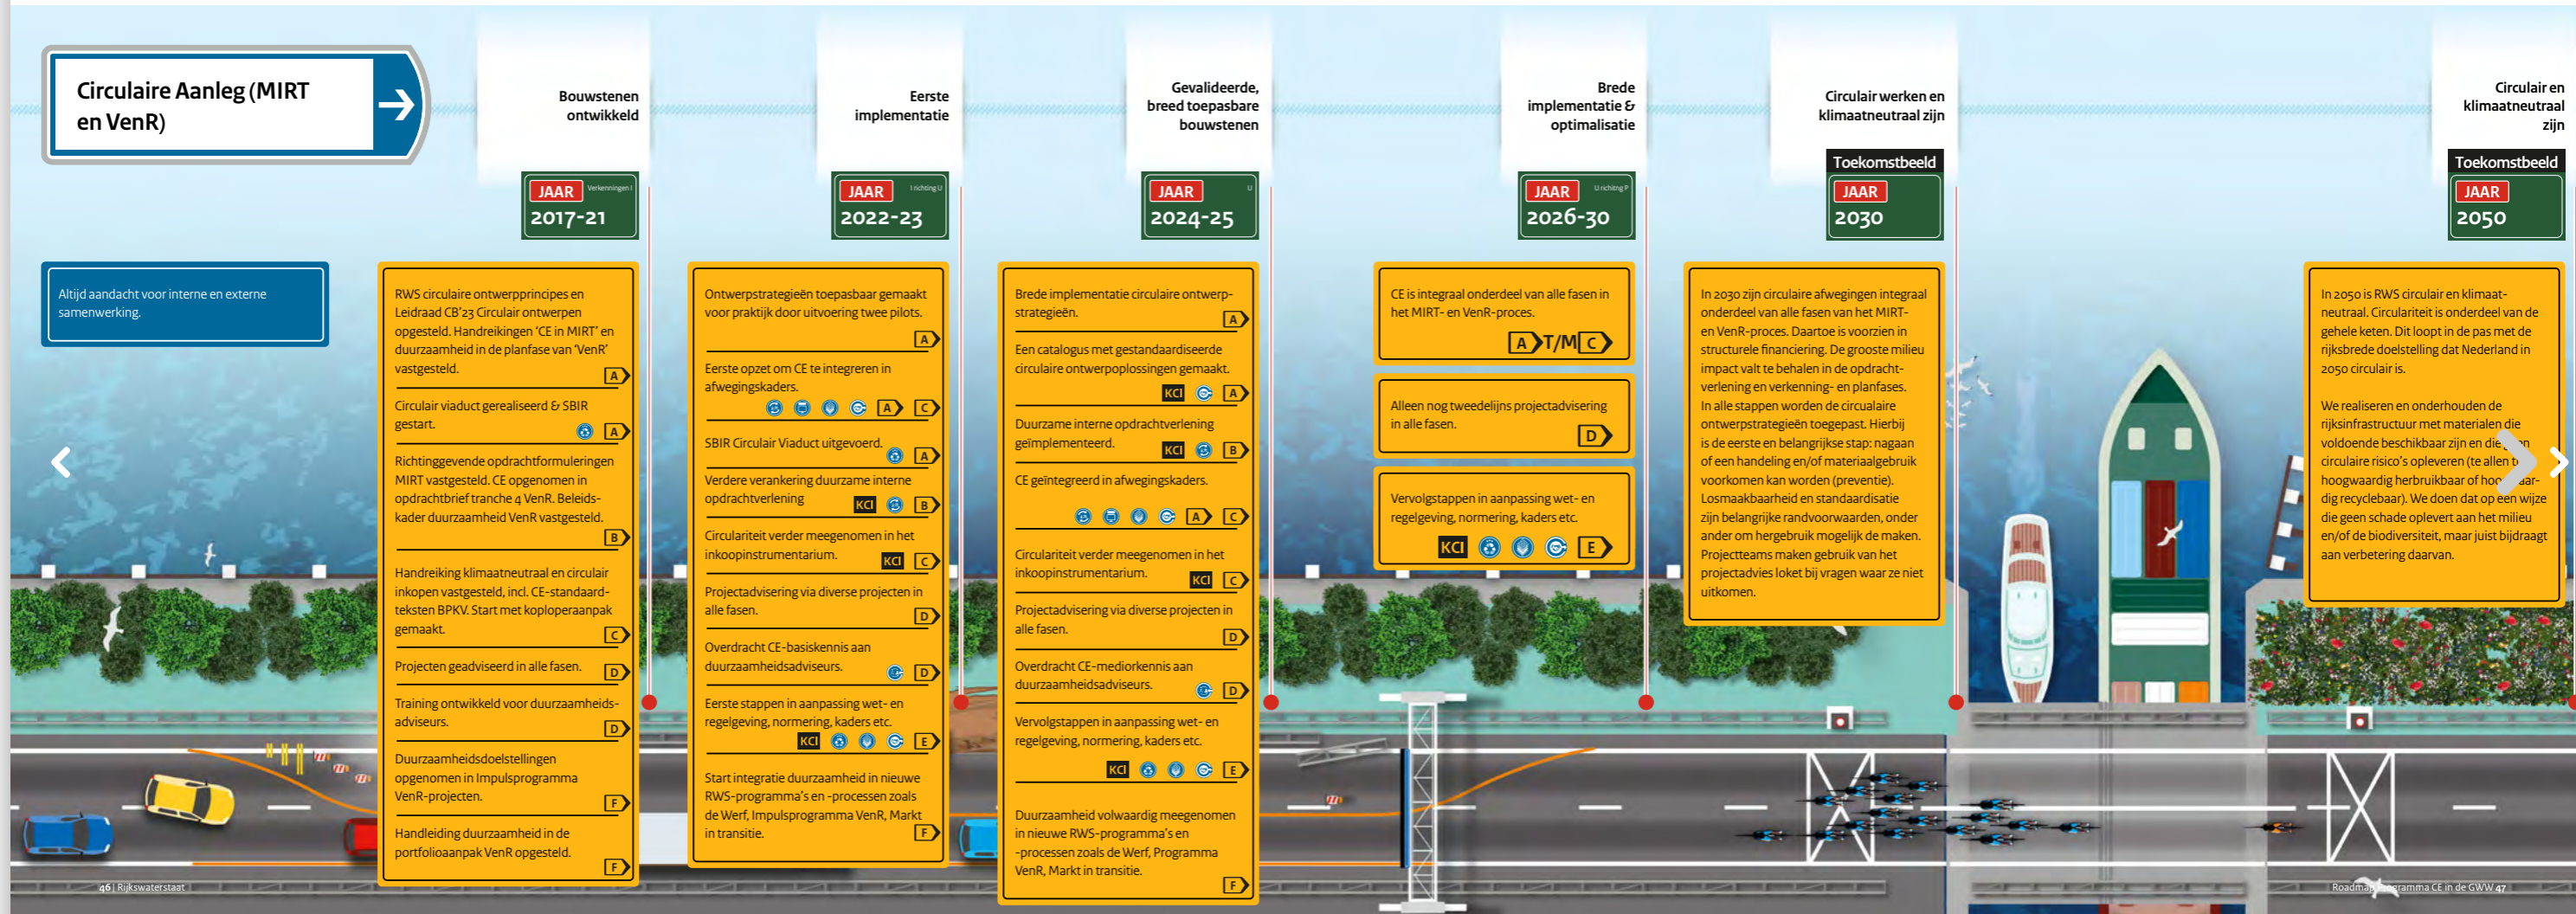 Circulaire Aanleg (MIRT
en VenR)
Bouwstenen
ontwikkeld
Eerste
implementatie
Gevalideerde,
breed toepasbare
bouwstenen
Brede
implementatie &
optimalisatie
Circulair werken en
klimaatneutraal zijn
Circulair en
klimaatneutraal
zijn
JAAR
Verkenningen I
2017-21
JAAR
I richting U
2022-23
JAAR
U
2024-25
JAAR
U richitng P
2026-30
Toekomstbeeld
JAAR
2030
Toekomstbeeld
JAAR
2050
Altijd aandacht voor interne en externe
samenwerking.
RWS circulaire ontwerpprincipes en
Leidraad CB'23 Circulair ontwerpen
opgesteld. Handreikingen 'CE in MIRT' en
duurzaamheid in de planfase van 'VenR'
vastgesteld.
A
Circulair viaduct gerealiseerd & SBIR
gestart.
A
Richtinggevende opdrachtformuleringen
MIRT vastgesteld. CE opgenomen in
opdrachtbrief tranche 4 VenR. Beleids-
kader duurzaamheid VenR vastgesteld.
B
Handreiking klimaatneutraal en circulair
inkopen vastgesteld, incl. CE-standaard-
teksten BPKV. Start met koploperaanpak
gemaakt.
C
Projecten geadviseerd in alle fasen.
D
Training ontwikkeld voor duurzaamheids-
adviseurs.
D
Duurzaamheidsdoelstellingen
opgenomen in Impulsprogramma
VenR-projecten.
F
Handleiding duurzaamheid in de
portfolioaanpak VenR opgesteld.
F
Ontwerpstrategieën toepasbaar gemaakt
voor praktijk door uitvoering twee pilots.
A
Eerste opzet om CE te integreren in
afwegingskaders.
A C
SBIR Circulair Viaduct uitgevoerd.
A
Verdere verankering duurzame interne
opdrachtverlening
KCI B
Circulariteit verder meegenomen in het
inkoopinstrumentarium.
KCI C
Projectadvisering via diverse projecten in
alle fasen.
D
Overdracht CE-basiskennis aan
duurzaamheidsadviseurs.
D
Eerste stappen in aanpassing wet- en
regelgeving, normering, kaders etc.
KCI E
Start integratie duurzaamheid in nieuwe
RWS-programma's en -processen zoals
de Werf, Impulsprogramma VenR, Markt
in transitie.
F
Brede implementatie circulaire ontwerp-
strategieën.
A
Een catalogus met gestandaardiseerde
circulaire ontwerpoplossingen gemaakt.
KCI A
Duurzame interne opdrachtverlening
geïmplementeerd.
KCI B
CE geïntegreerd in afwegingskaders.
A C
Circulariteit verder meegenomen in het
inkoopinstrumentarium.
KCI C
Projectadvisering via diverse projecten in
alle fasen.
D
Overdracht CE-mediorkennis aan
duurzaamheidsadviseurs.
D
Vervolgstappen in aanpassing wet- en
regelgeving, normering, kaders etc.
KCI E
Duurzaamheid volwaardig meegenomen
in nieuwe RWS-programma's en
-processen zoals de Werf, Programma
VenR, Markt in transitie.
F
CE is integraal onderdeel van alle fasen in
het MIRT- en VenR-proces.
A T/M C
Alleen nog tweedelijns projectadvisering
in alle fasen.
D
Vervolgstappen in aanpassing wet- en
regelgeving, normering, kaders etc.
KCI E
In 2030 zijn circulaire afwegingen integraal
onderdeel van alle fasen van het MIRT-
en VenR-proces. Daartoe is voorzien in
structurele financiering. De grooste milieu
impact valt te behalen in de opdracht-
verlening en verkenning- en planfases.
In alle stappen worden de circualaire
ontwerpstrategieën toegepast. Hierbij
is de eerste en belangrijkse stap: nagaan
of een handeling en/of materiaalgebruik
voorkomen kan worden (preventie).
Losmaakbaarheid en standaardisatie
zijn belangrijke randvoorwaarden, onder
ander om hergebruik mogelijk de maken.
Projectteams maken gebruik van het
projectadvies loket bij vragen waar ze niet
uitkomen.
In 2050 is RWS circulair en klimaat-
neutraal. Circulariteit is onderdeel van de
gehele keten. Dit loopt in de pas met de
rijksbrede doelstelling dat Nederland in
2050 circulair is.
We realiseren en onderhouden de
rijksinfrastructuur met materialen die
voldoende beschikbaar zijn en die
circulaire risico's opleveren (te allen
hoogwaardig herbruikbaar of
dig recyclebaar). We doen dat op een wijze
die geen schade oplevert aan het milieu
en/of de biodiversiteit, maar juist bijdraagt
aan verbetering daarvan.
46 | Rijkswaterstaat
CE in de GWW 47